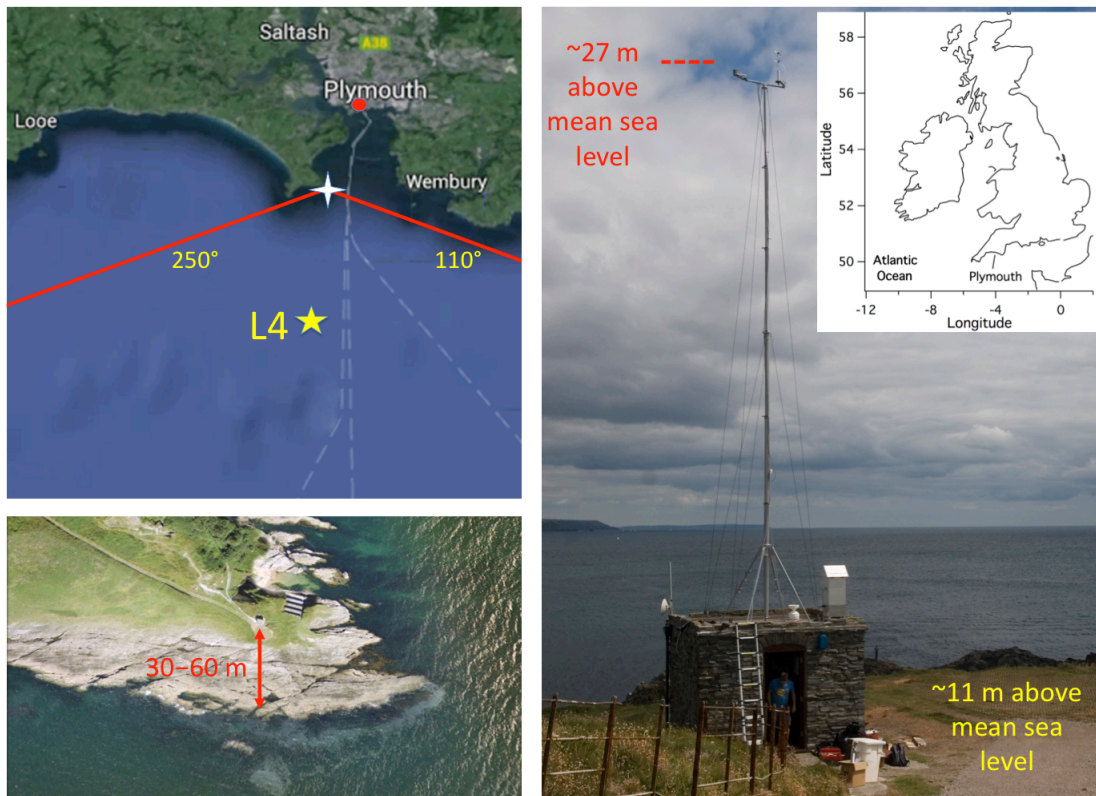 Saltash
A38
Plymouth
Looe
Wembury
250°
110°
L4
30–60 m
~27 m
above
mean sea
level
~11 m above
mean sea
level
Latitude
58
56
54
52
50
Atlantic
Ocean
Plymouth
-12
-8
-4
0
Longitude